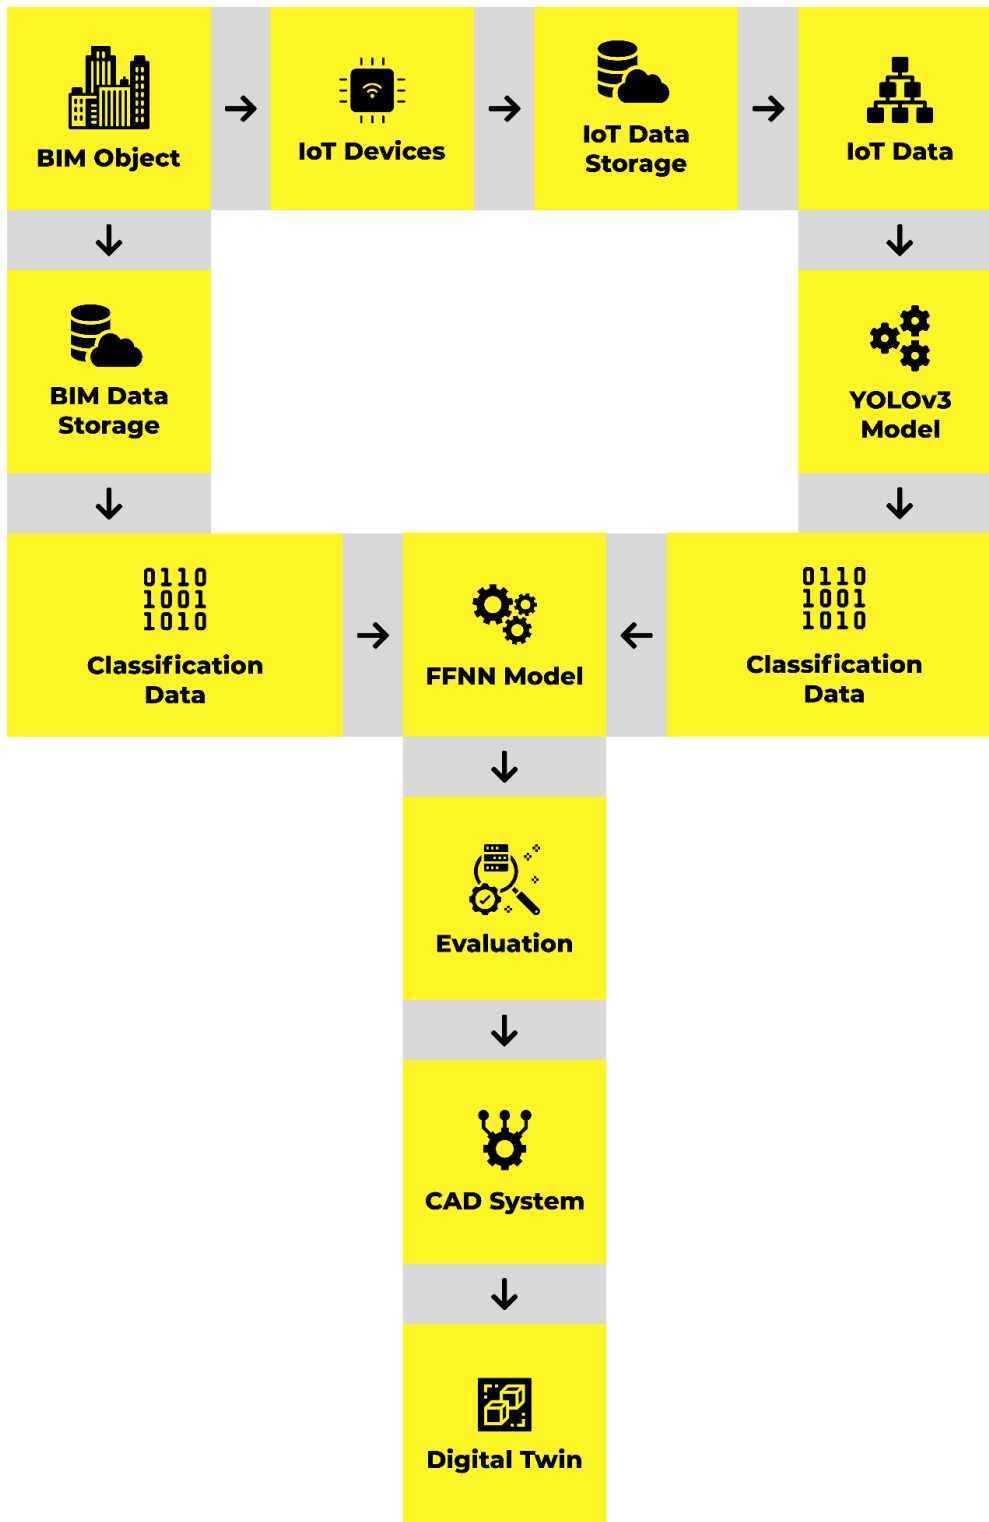 BIM Object
IoT Devices
IoT Data
Storage
IoT Data
BIM Data
Storage
YOLOv3
Model
0110
1001
1010
Classification
Data
FFNN Model
0110
1001
1010
Classification
Data
Evaluation
CAD System
Digital Twin